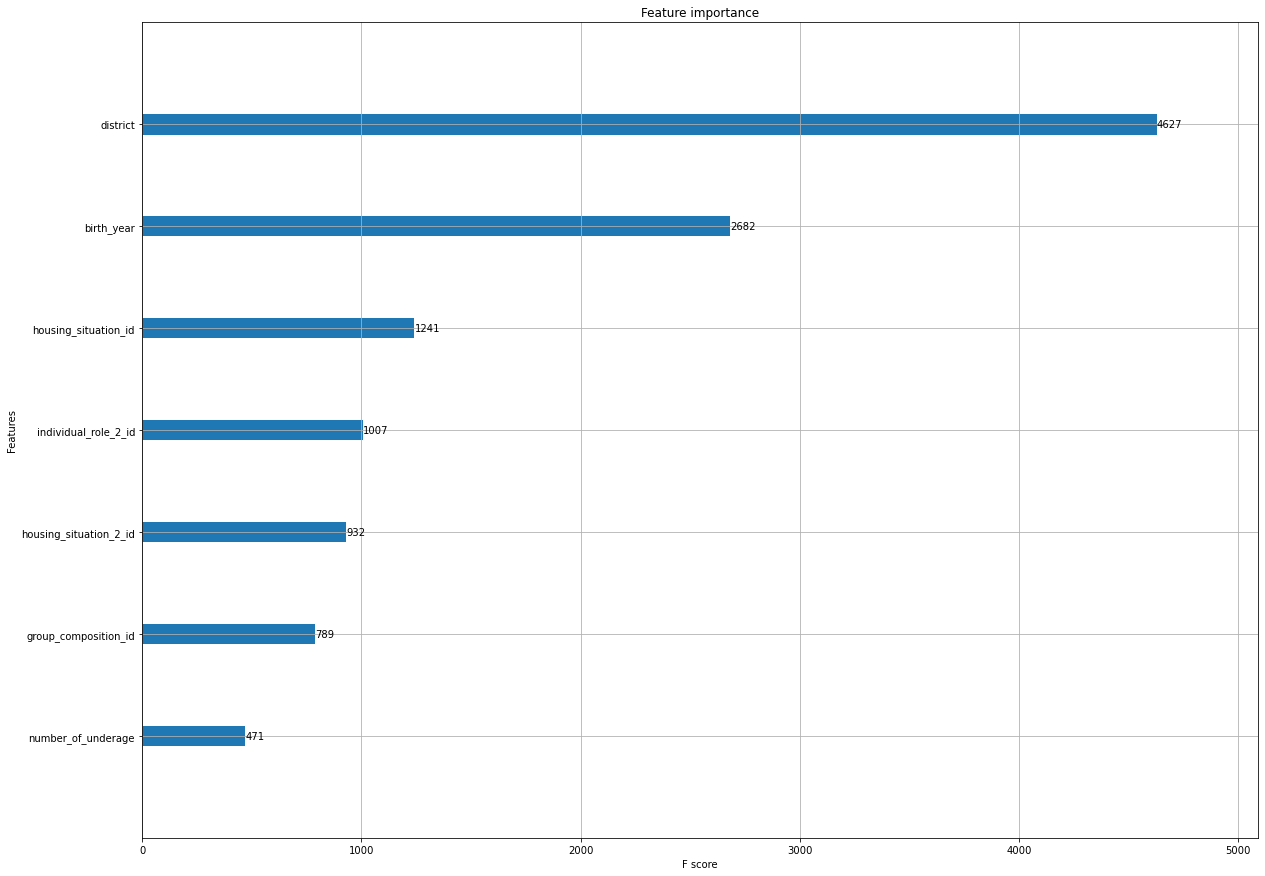 Feature importance
district
4627
birth_year
2682
housing_situation_id
1241
individual_role_2_id
1007
Features
housing_situation_2_id
932
group_composition_id
789
number_of_underage
471
0 1000 2000 3000 4000 5000
F score